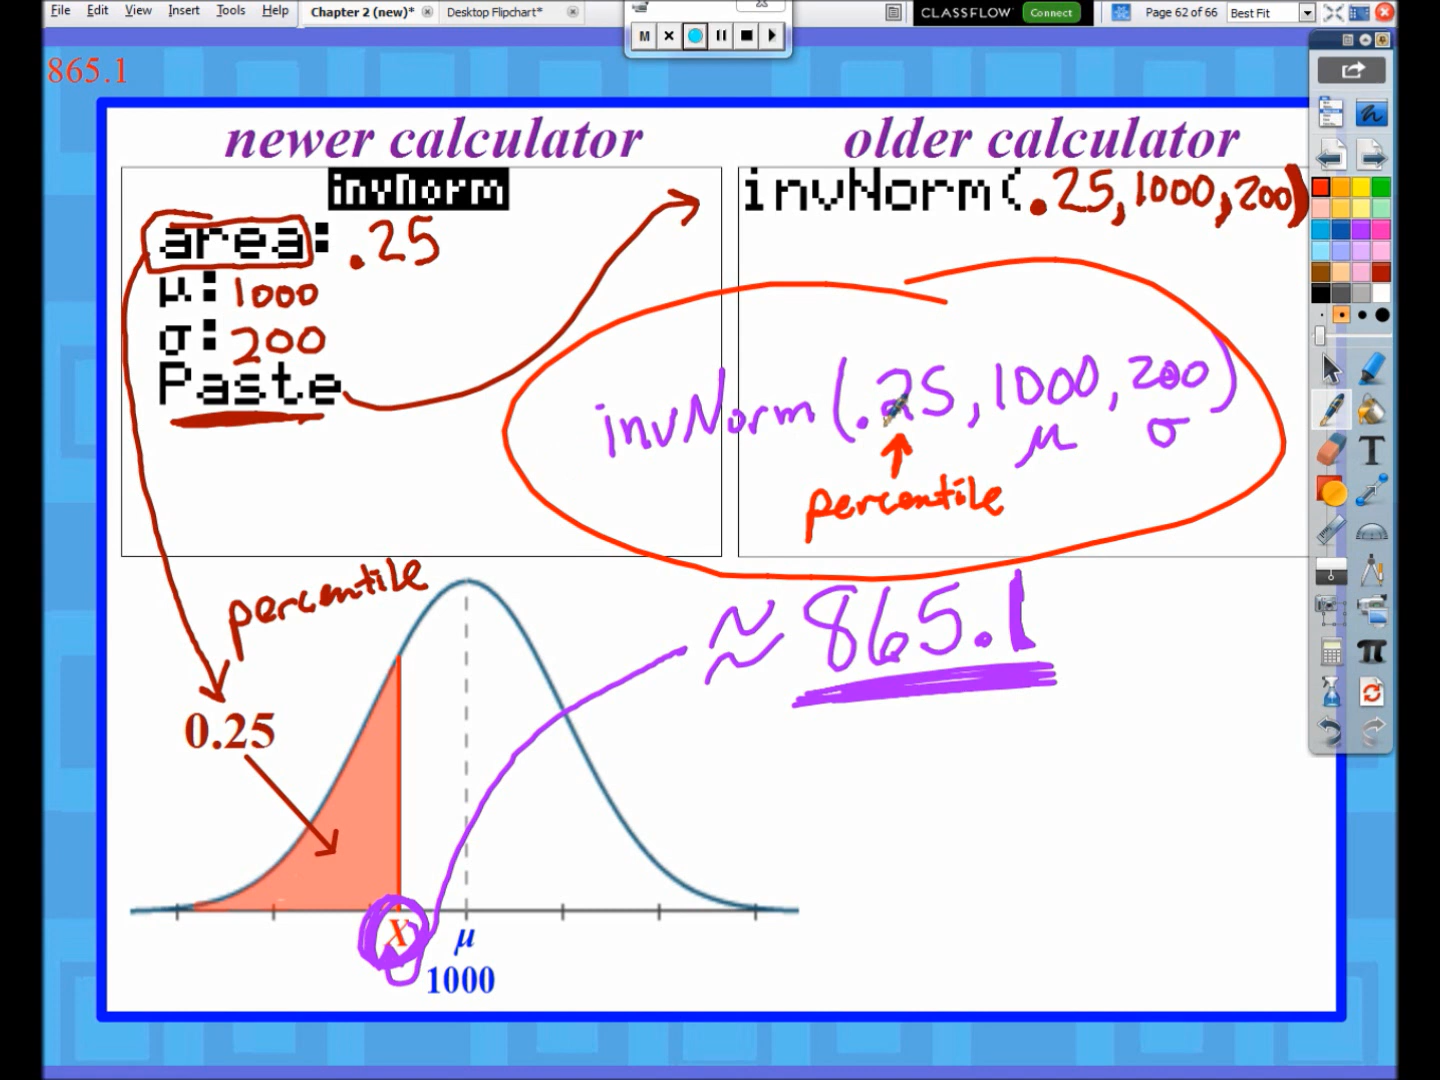 File Edit View Insert Tools Help Chapter 2 (new)* Desktop Flipchart* CLASSFLOW Connect Page 62 of 66 Best Fit
M
865.1
newer calculator
older calculator
invNorm
invNorm(.25,1000,200)
area: .25
μ: 1000
σ: 200
Paste
invNorm(.25,1000,200)
μ σ
percentile
percentile
≈ 865.1
0.25
X μ
1000
T
π